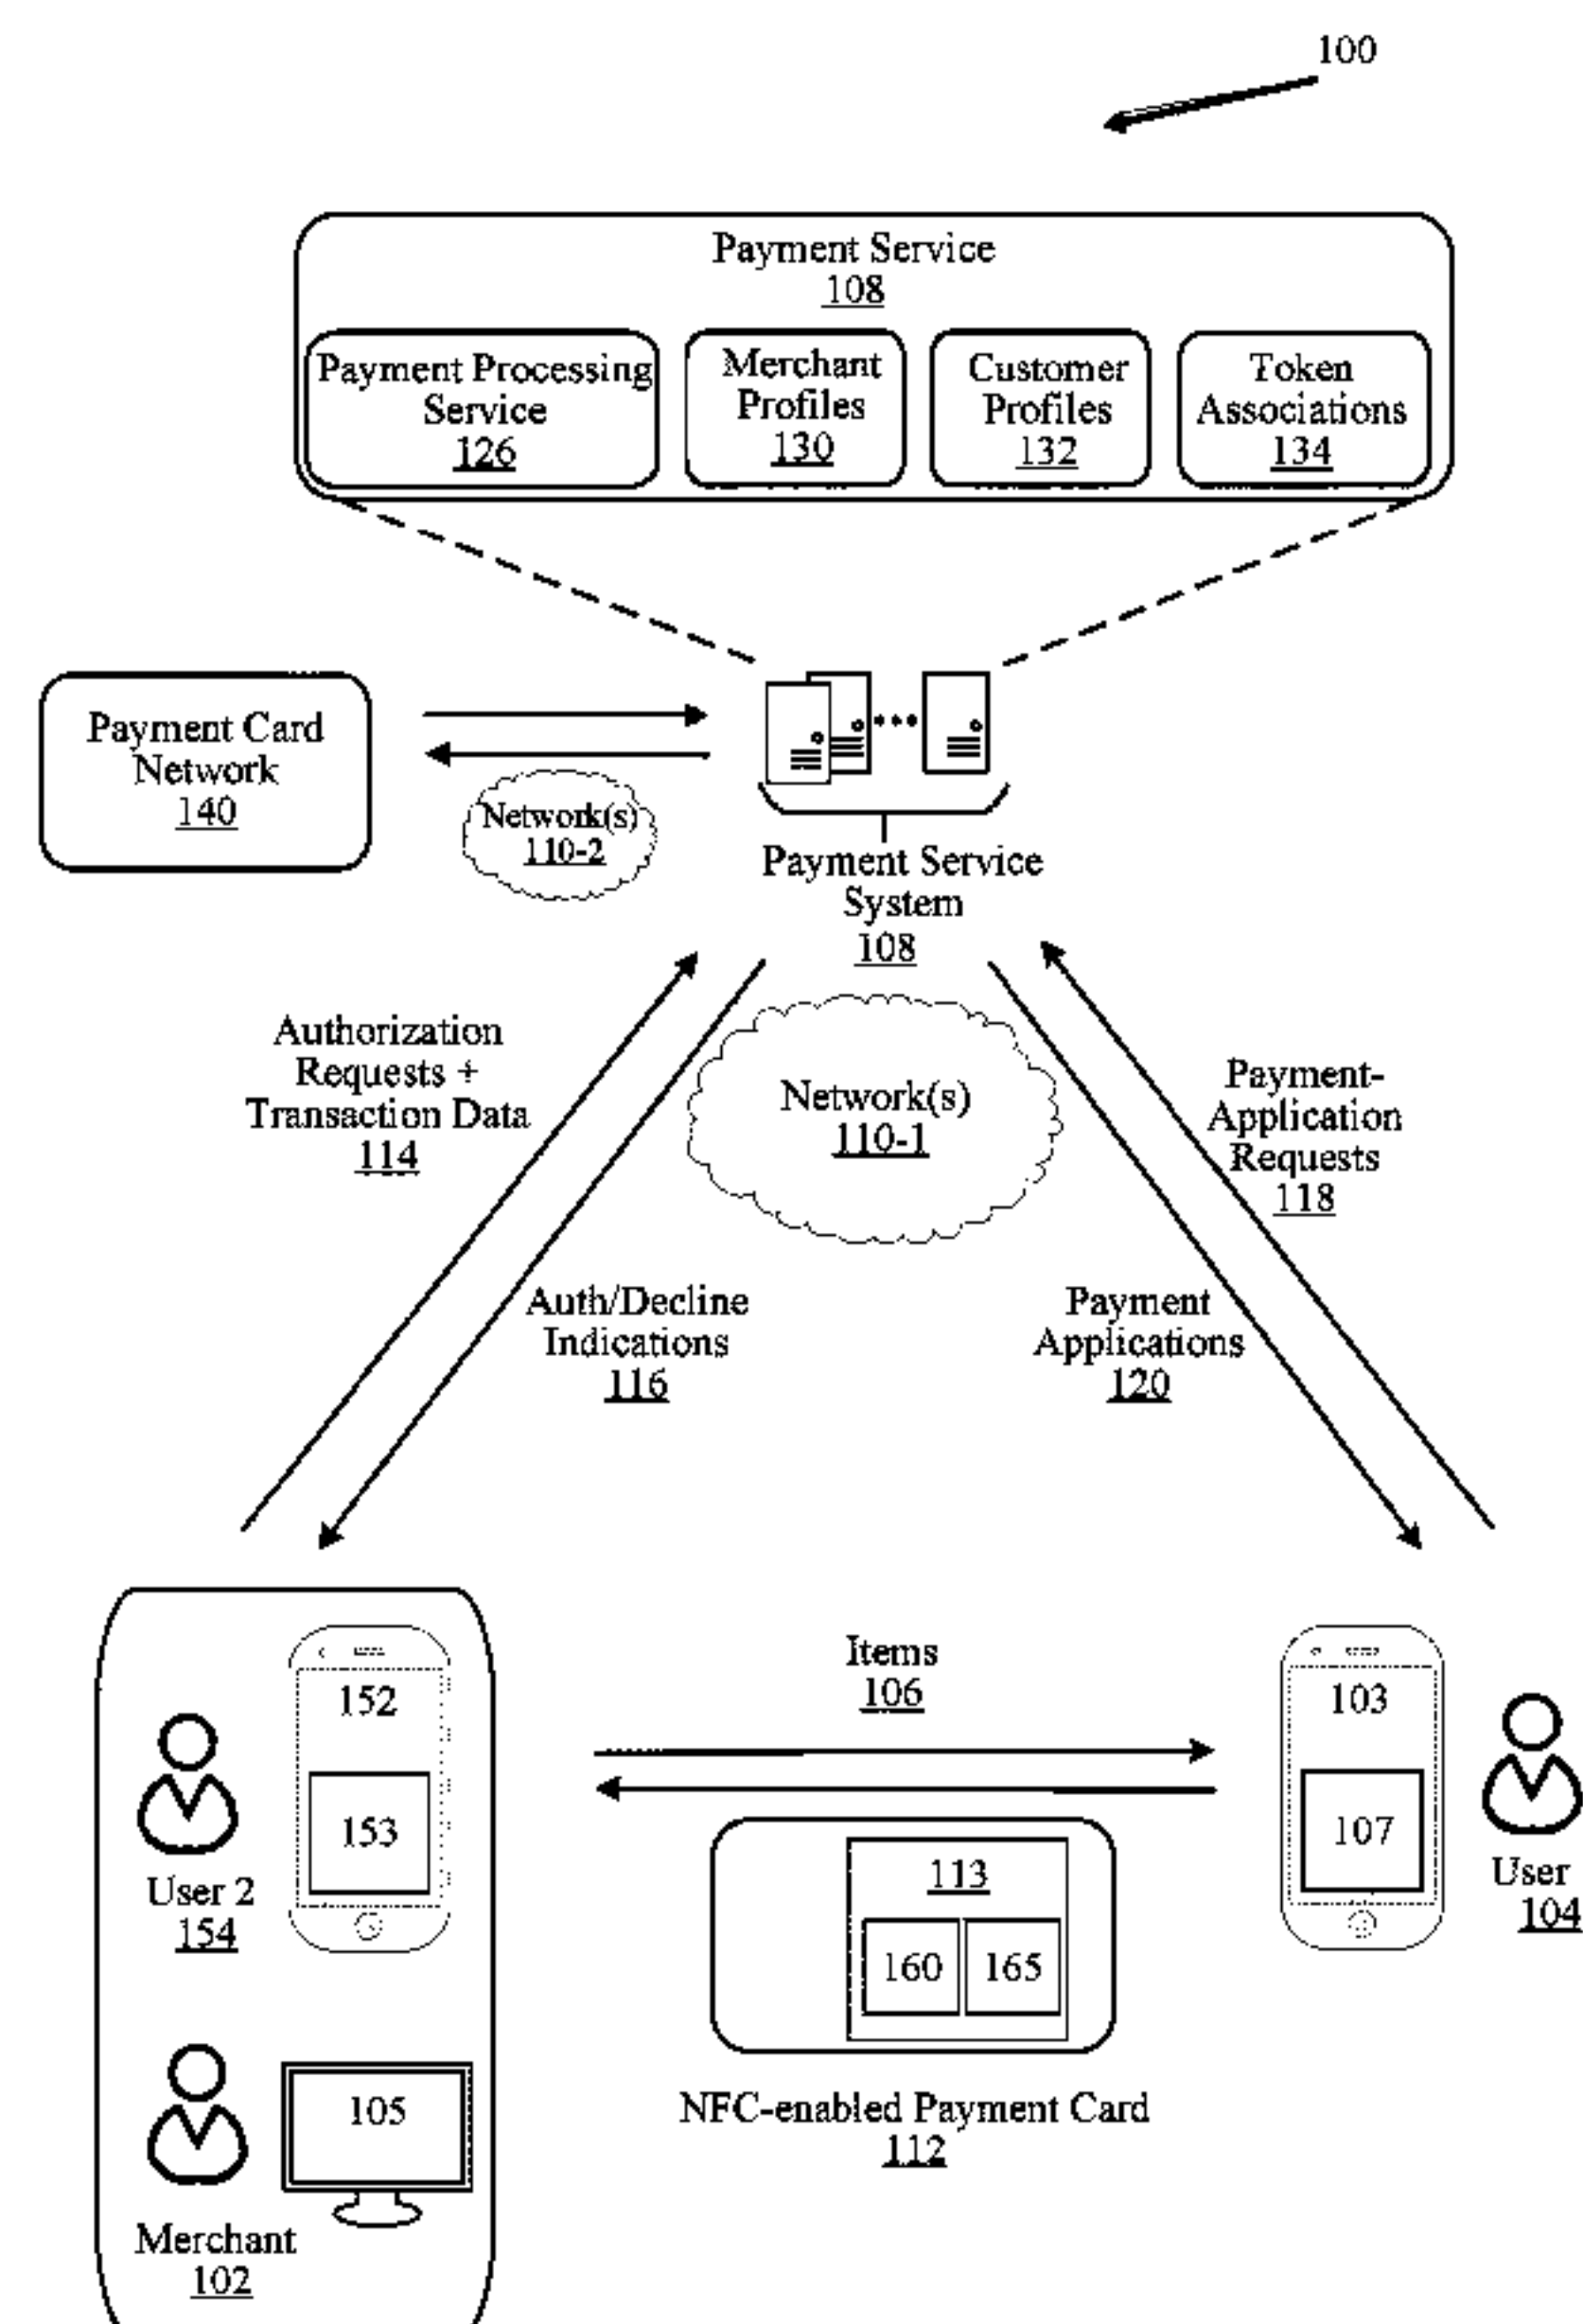 100
Payment Service
108
Payment Processing
Service
126
Merchant
Profiles
130
Customer
Profiles
132
Token
Associations
134
Payment Card
Network
140
Network(s)
110-2
Payment Service
System
108
Authorization
Requests +
Transaction Data
114
Network(s)
110-1
Payment-
Application
Requests
118
Auth/Decline
Indications
116
Payment
Applications
120
152
153
User 2
154
Items
106
103
107
User
104
113
160 165
NFC-enabled Payment Card
112
105
Merchant
102